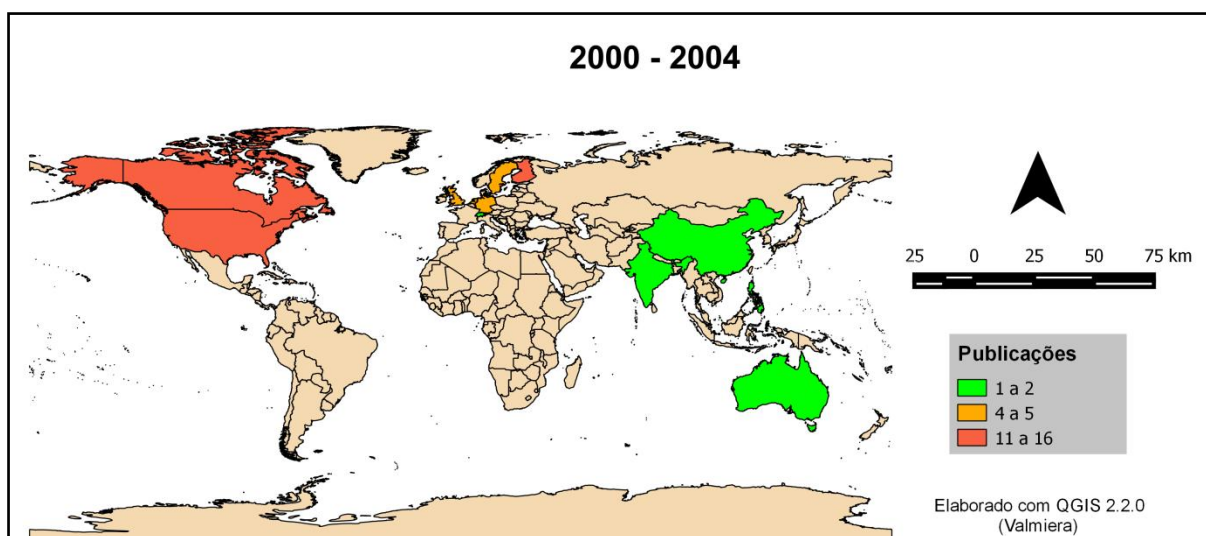 2000 - 2004
25 0 25 50 75 km
Publicações
1 a 2
4 a 5
11 a 16
Elaborado com QGIS 2.2.0
(Valmiera)